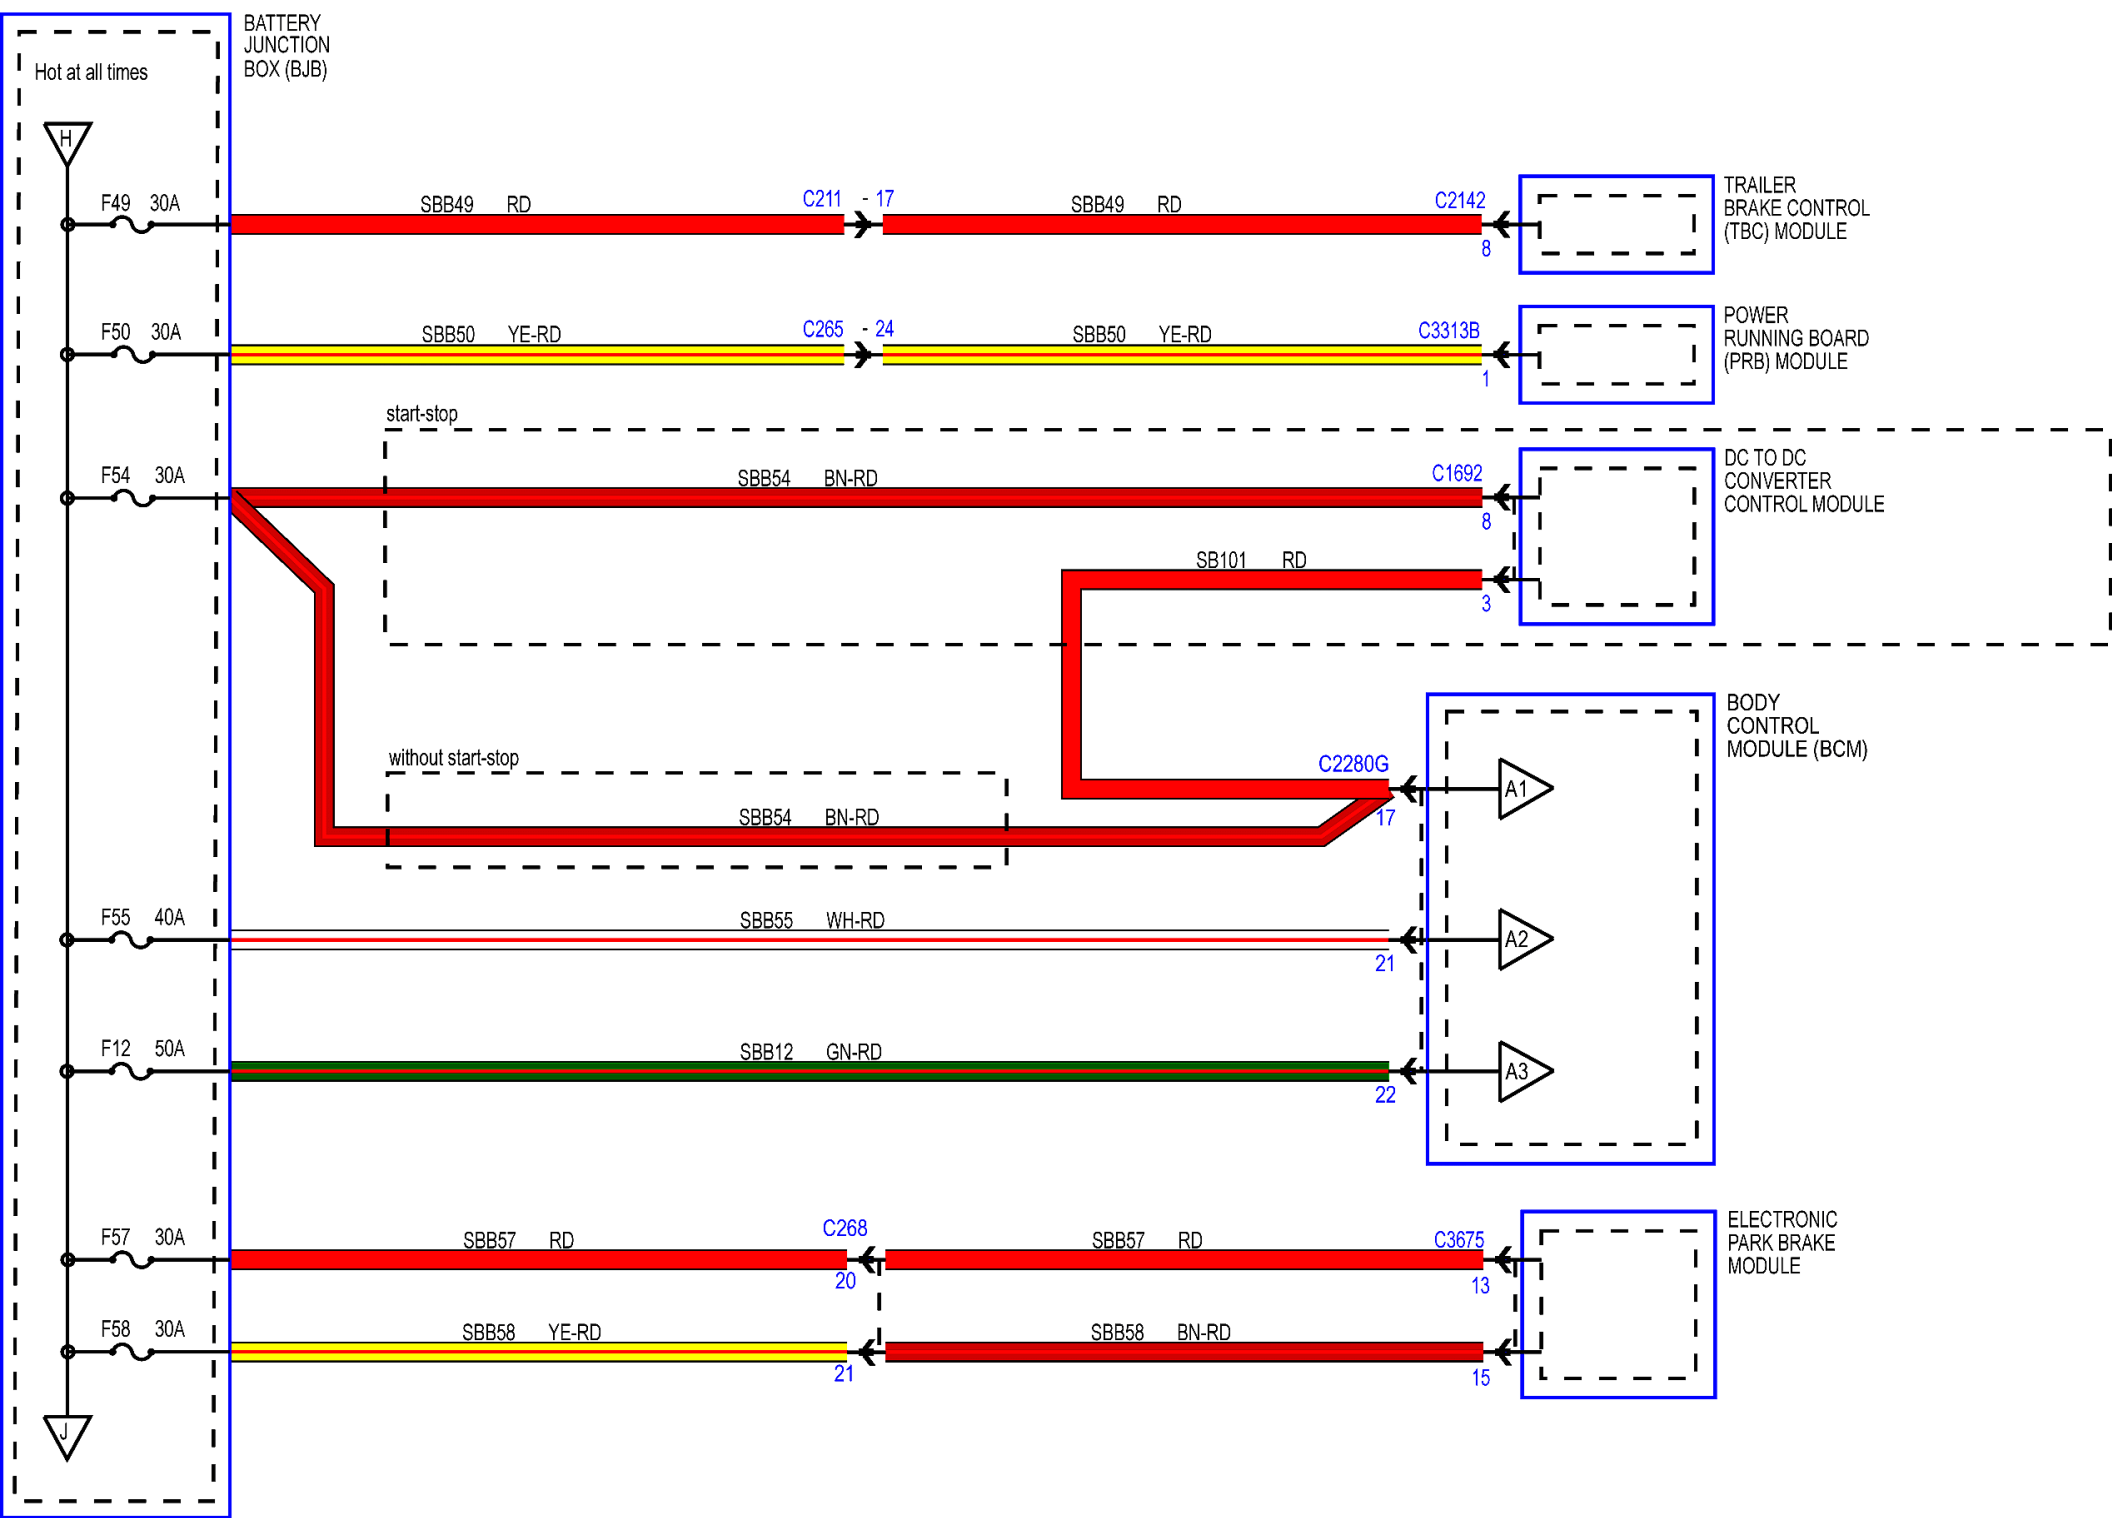 BATTERY
JUNCTION
BOX (BJB)
Hot at all times
H
F49 30A
SBB49 RD
C211 - 17
SBB49 RD
C2142
8
TRAILER
BRAKE CONTROL
(TBC) MODULE
F50 30A
SBB50 YE-RD
C265 - 24
SBB50 YE-RD
C3313B
1
POWER
RUNNING BOARD
(PRB) MODULE
start-stop
F54 30A
SBB54 BN-RD
C1692
8
DC TO DC
CONVERTER
CONTROL MODULE
SB101 RD
3
without start-stop
SBB54 BN-RD
C2280G
17
A1
BODY
CONTROL
MODULE (BCM)
F55 40A
SBB55 WH-RD
21
A2
F12 50A
SBB12 GN-RD
22
A3
F57 30A
SBB57 RD
C268
20
SBB57 RD
C3675
13
ELECTRONIC
PARK BRAKE
MODULE
F58 30A
SBB58 YE-RD
21
SBB58 BN-RD
15
J